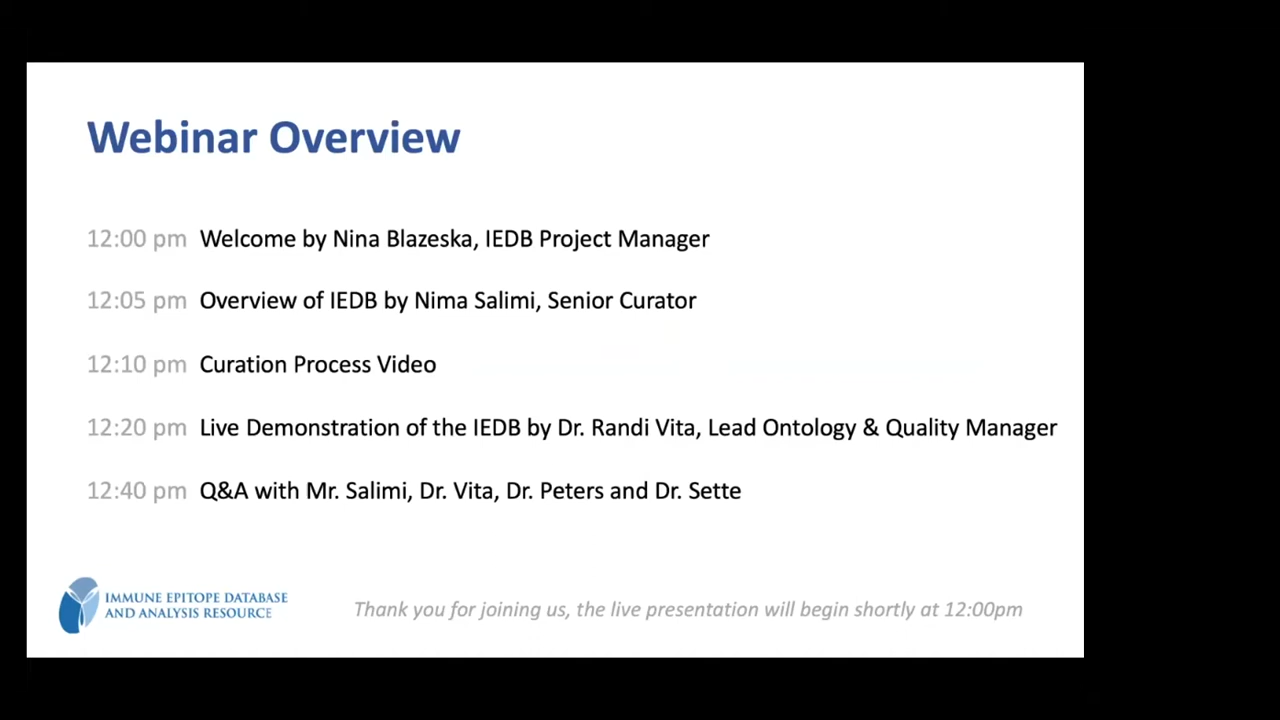 Webinar Overview
12:00 pm Welcome by Nina Blazeska, IEDB Project Manager
12:05 pm Overview of IEDB by Nima Salimi, Senior Curator
12:10 pm Curation Process Video
12:20 pm Live Demonstration of the IEDB by Dr. Randi Vita, Lead Ontology & Quality Manager
12:40 pm Q&A with Mr. Salimi, Dr. Vita, Dr. Peters and Dr. Sette
IMMUNE EPITOPE DATABASE
AND ANALYSIS RESOURCE
Thank you for joining us, the live presentation will begin shortly at 12:00pm